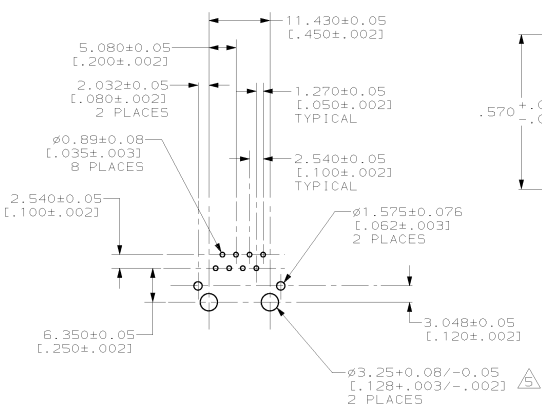 11.430±0.05
[.450±.002]
5.080±0.05
[.200±.002]
2.032±0.05
[.080±.002]
2 PLACES
1.270±0.05
[.050±.002]
TYPICAL
.570
ø0.89±0.08
[.035±.003]
8 PLACES
2.540±0.05
[.100±.002]
TYPICAL
2.540±0.05
[.100±.002]
ø1.575±0.076
[.062±.003]
2 PLACES
6.350±0.05
[.250±.002]
3.048±0.05
[.120±.002]
ø3.25+0.08/-0.05
[.128+.003/-.002] 5
2 PLACES